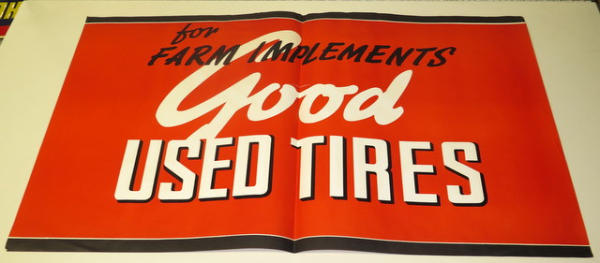 for
FARM IMPLEMENTS
Good
USED TIRES